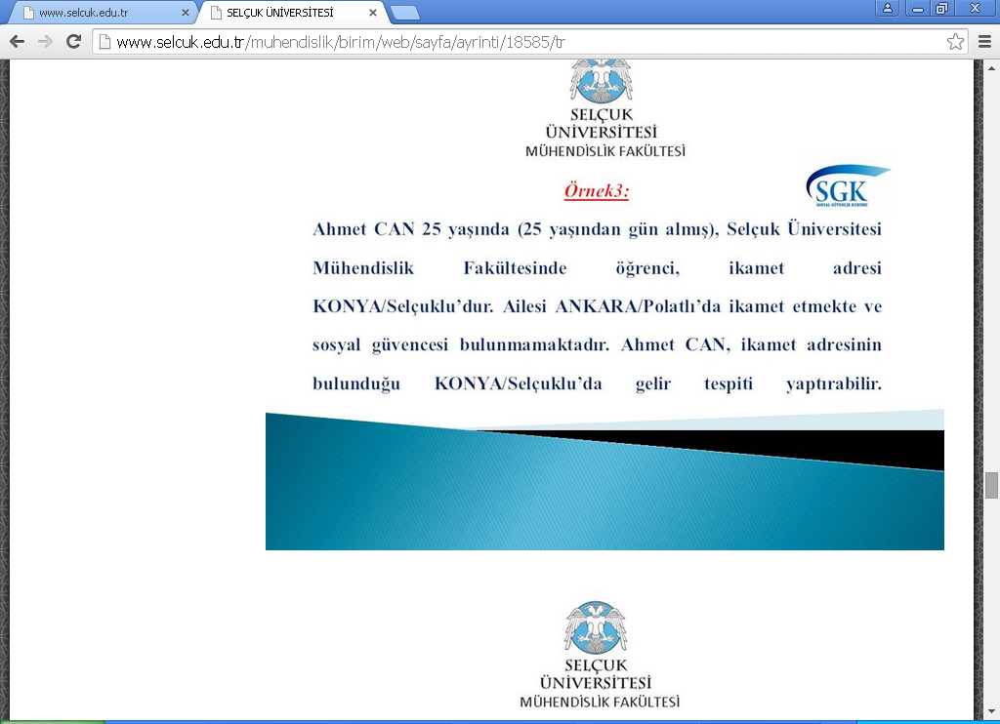 www.selcuk.edu.tr
SELÇUK ÜNİVERSİTESİ
www.selcuk.edu.tr/muhendislik/birim/web/sayfa/ayrinti/18585/tr
SELÇUK
ÜNİVERSİTESİ
MÜHENDİSLİK FAKÜLTESİ
Örnek3:
SGK
SOSYAL GÜVENLİK KURUMU
Ahmet CAN 25 yaşında (25 yaşından gün almış), Selçuk Üniversitesi
Mühendislik Fakültesinde öğrenci, ikamet adresi
KONYA/Selçuklu’dur. Ailesi ANKARA/Polatlı’da ikamet etmekte ve
sosyal güvencesi bulunmamaktadır. Ahmet CAN, ikamet adresinin
bulunduğu KONYA/Selçuklu’da gelir tespiti yaptırabilir.
SELÇUK
ÜNİVERSİTESİ
MÜHENDİSLİK FAKÜLTESİ